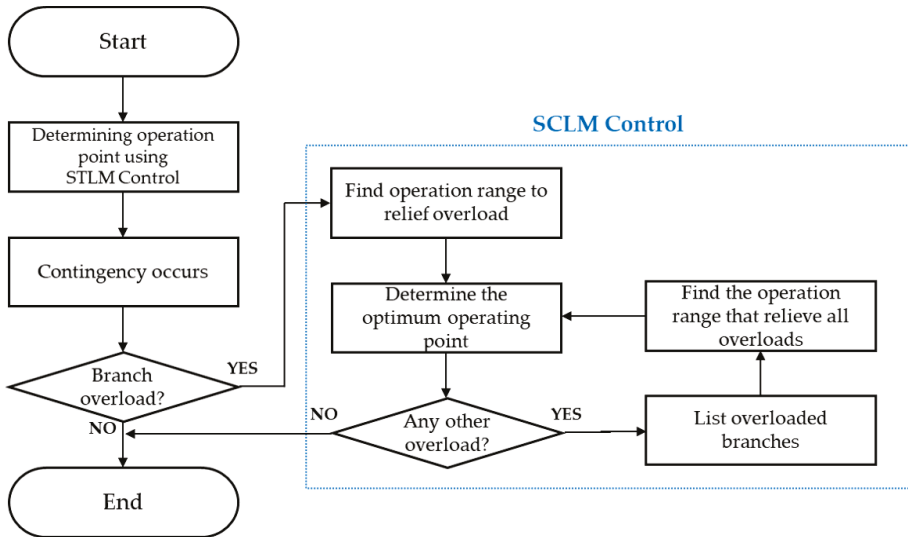 Start
Determining operation
point using
STLM Control
Contingency occurs
Branch
overload?
YES
NO
End
SCLM Control
Find operation range to
relief overload
Determine the
optimum operating
point
Any other
overload?
NO
YES
List overloaded
branches
Find the operation
range that relieve all
overloads